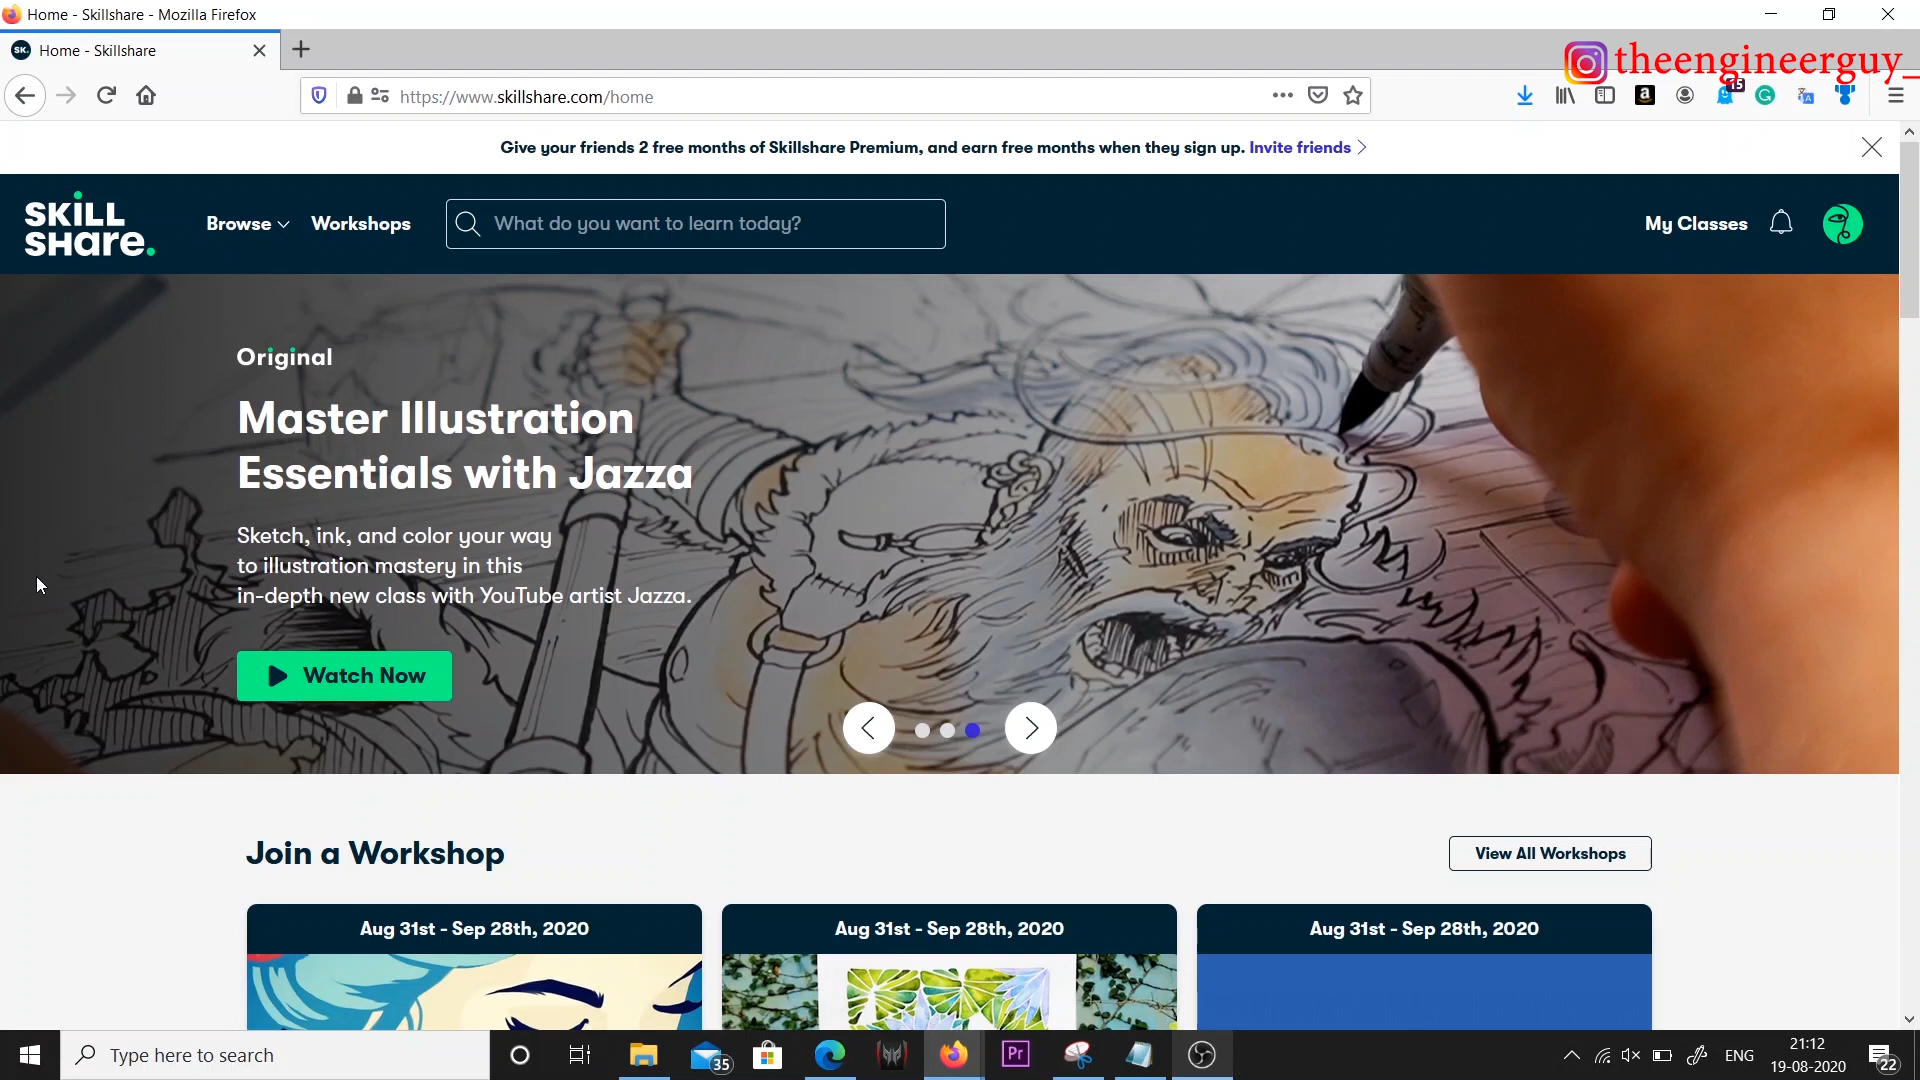 Home - Skillshare - Mozilla Firefox
SK. Home - Skillshare
theengineerguy_
https://www.skillshare.com/home
15
Give your friends 2 free months of Skillshare Premium, and earn free months when they sign up. Invite friends
SKILL
SHare.
Browse
Workshops
What do you want to learn today?
My Classes
Original
Master Illustration
Essentials with Jazza
Sketch, ink, and color your way
to illustration mastery in this
in-depth new class with YouTube artist Jazza.
Watch Now
Join a Workshop
View All Workshops
Aug 31st - Sep 28th, 2020
Aug 31st - Sep 28th, 2020
Aug 31st - Sep 28th, 2020
Type here to search
35
Pr
ENG
21:12
19-08-2020
22